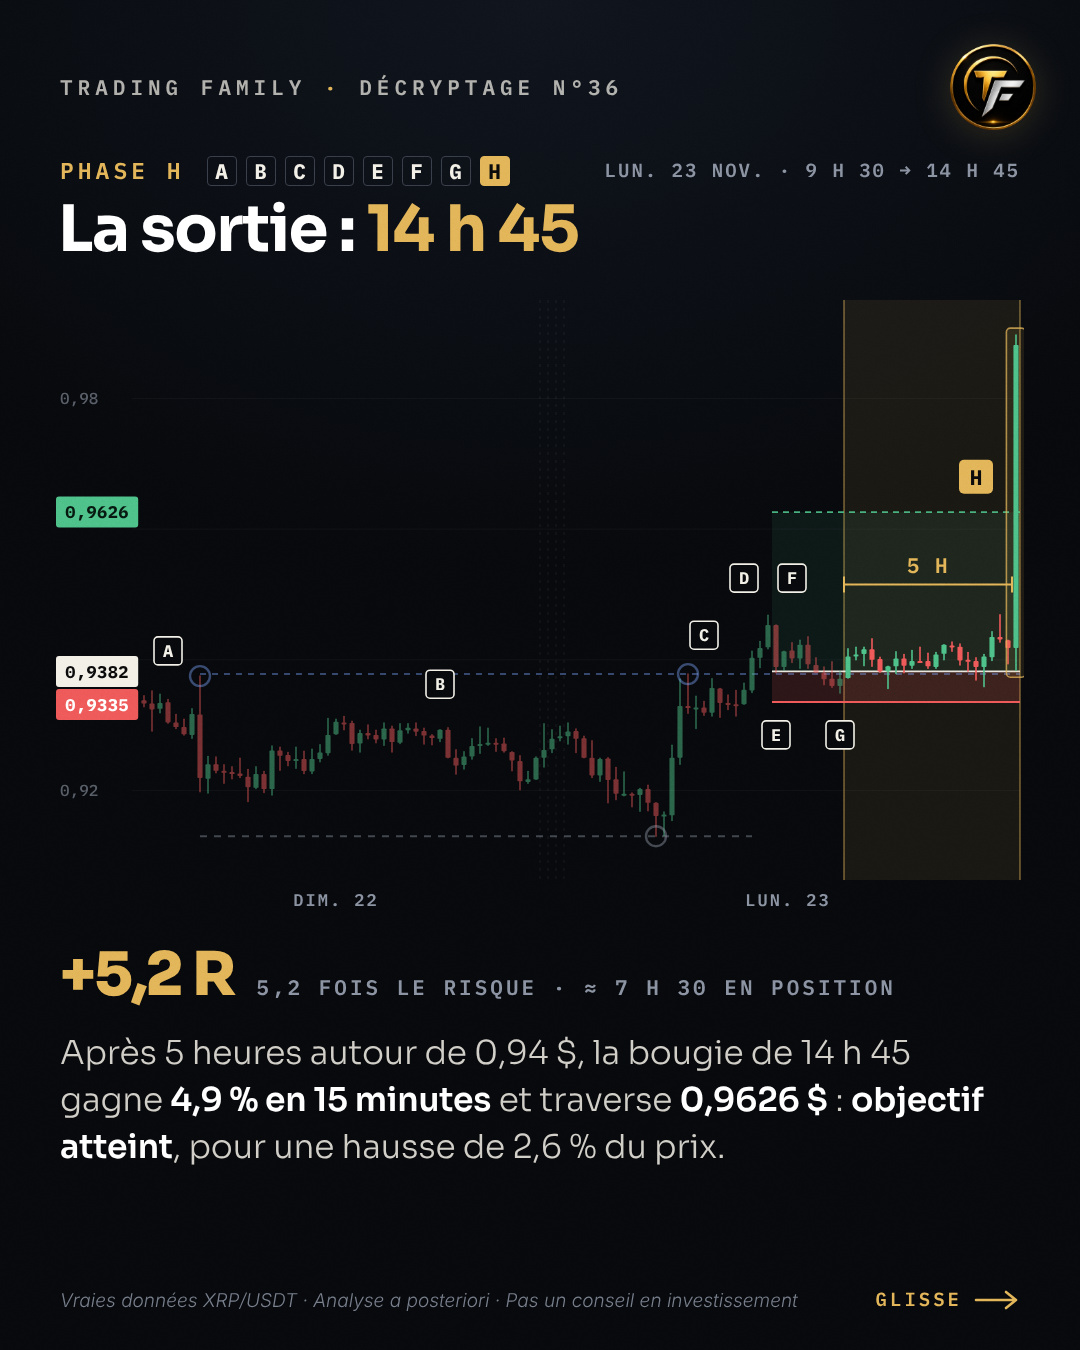 TRADING FAMILY · DÉCRYPTAGE N°36
TF
PHASE H A B C D E F G H
LUN. 23 NOV. · 9 H 30 → 14 H 45
La sortie : 14 h 45
0,98
H
0,9626
5 H
D F
C
A
0,9382
B
0,9335
E G
0,92
DIM. 22 LUN. 23
+5,2 R 5,2 FOIS LE RISQUE · ≈ 7 H 30 EN POSITION
Après 5 heures autour de 0,94 $, la bougie de 14 h 45
gagne 4,9 % en 15 minutes et traverse 0,9626 $ : objectif
atteint, pour une hausse de 2,6 % du prix.
Vraies données XRP/USDT · Analyse a posteriori · Pas un conseil en investissement
GLISSE →